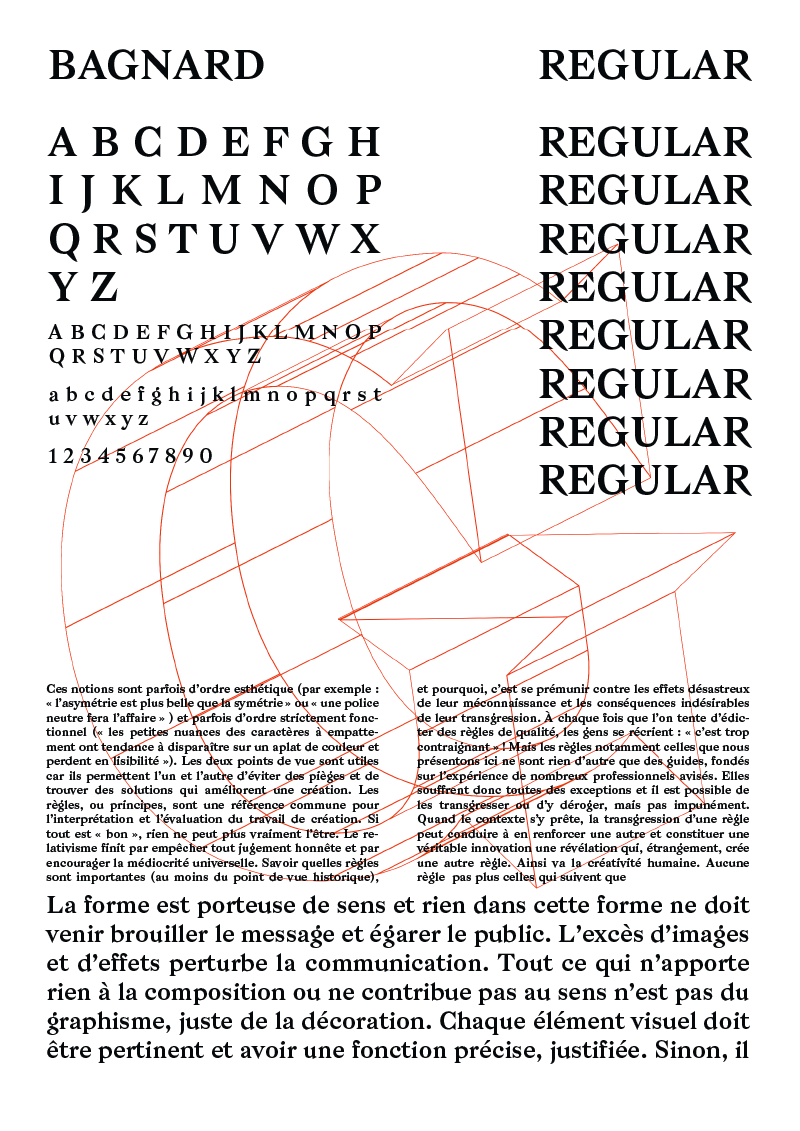 BAGNARD
REGULAR
A B C D E F G H
I J K L M N O P
Q R S T U V W X
Y Z
A B C D E F G H I J K L M N O P
Q R S T U V W X Y Z
a b c d e f g h i j k l m n o p q r s t
u v w x y z
1 2 3 4 5 6 7 8 9 0
REGULAR
REGULAR
REGULAR
REGULAR
REGULAR
REGULAR
REGULAR
REGULAR
Ces notions sont parfois d’ordre esthétique (par exemple :
« l’asymétrie est plus belle que la symétrie » ou « une police
neutre fera l’affaire » ) et parfois d’ordre strictement fonc-
tionnel (« les petites nuances des caractères à empatte-
ment ont tendance à disparaître sur un aplat de couleur et
perdent en lisibilité »). Les deux points de vue sont utiles
car ils permettent l’un et l’autre d’éviter des pièges et de
trouver des solutions qui améliorent une création. Les
règles, ou principes, sont une référence commune pour
l’interprétation et l’évaluation du travail de création. Si
tout est « bon », rien ne peut plus vraiment l’être. Le re-
lativisme finit par empêcher tout jugement honnête et par
encourager la médiocrité universelle. Savoir quelles règles
sont importantes (au moins du point de vue historique),
et pourquoi, c’est se prémunir contre les effets désastreux
de leur méconnaissance et les conséquences indésirables
de leur transgression. À chaque fois que l’on tente d’édic-
ter des règles de qualité, les gens se récrient : « c’est trop
contraignant » ! Mais les règles notamment celles que nous
présentons ici ne sont rien d’autre que des guides, fondés
sur l’expérience de nombreux professionnels avisés. Elles
souffrent donc toutes des exceptions et il est possible de
les transgresser ou d’y déroger, mais pas impunément.
Quand le contexte s’y prête, la transgression d’une règle
peut conduire à en renforcer une autre et constituer une
véritable innovation une révélation qui, étrangement, crée
une autre règle. Ainsi va la créativité humaine. Aucune
règle pas plus celles qui suivent que
La forme est porteuse de sens et rien dans cette forme ne doit
venir brouiller le message et égarer le public. L’excès d’images
et d’effets perturbe la communication. Tout ce qui n’apporte
rien à la composition ou ne contribue pas au sens n’est pas du
graphisme, juste de la décoration. Chaque élément visuel doit
être pertinent et avoir une fonction précise, justifiée. Sinon, il